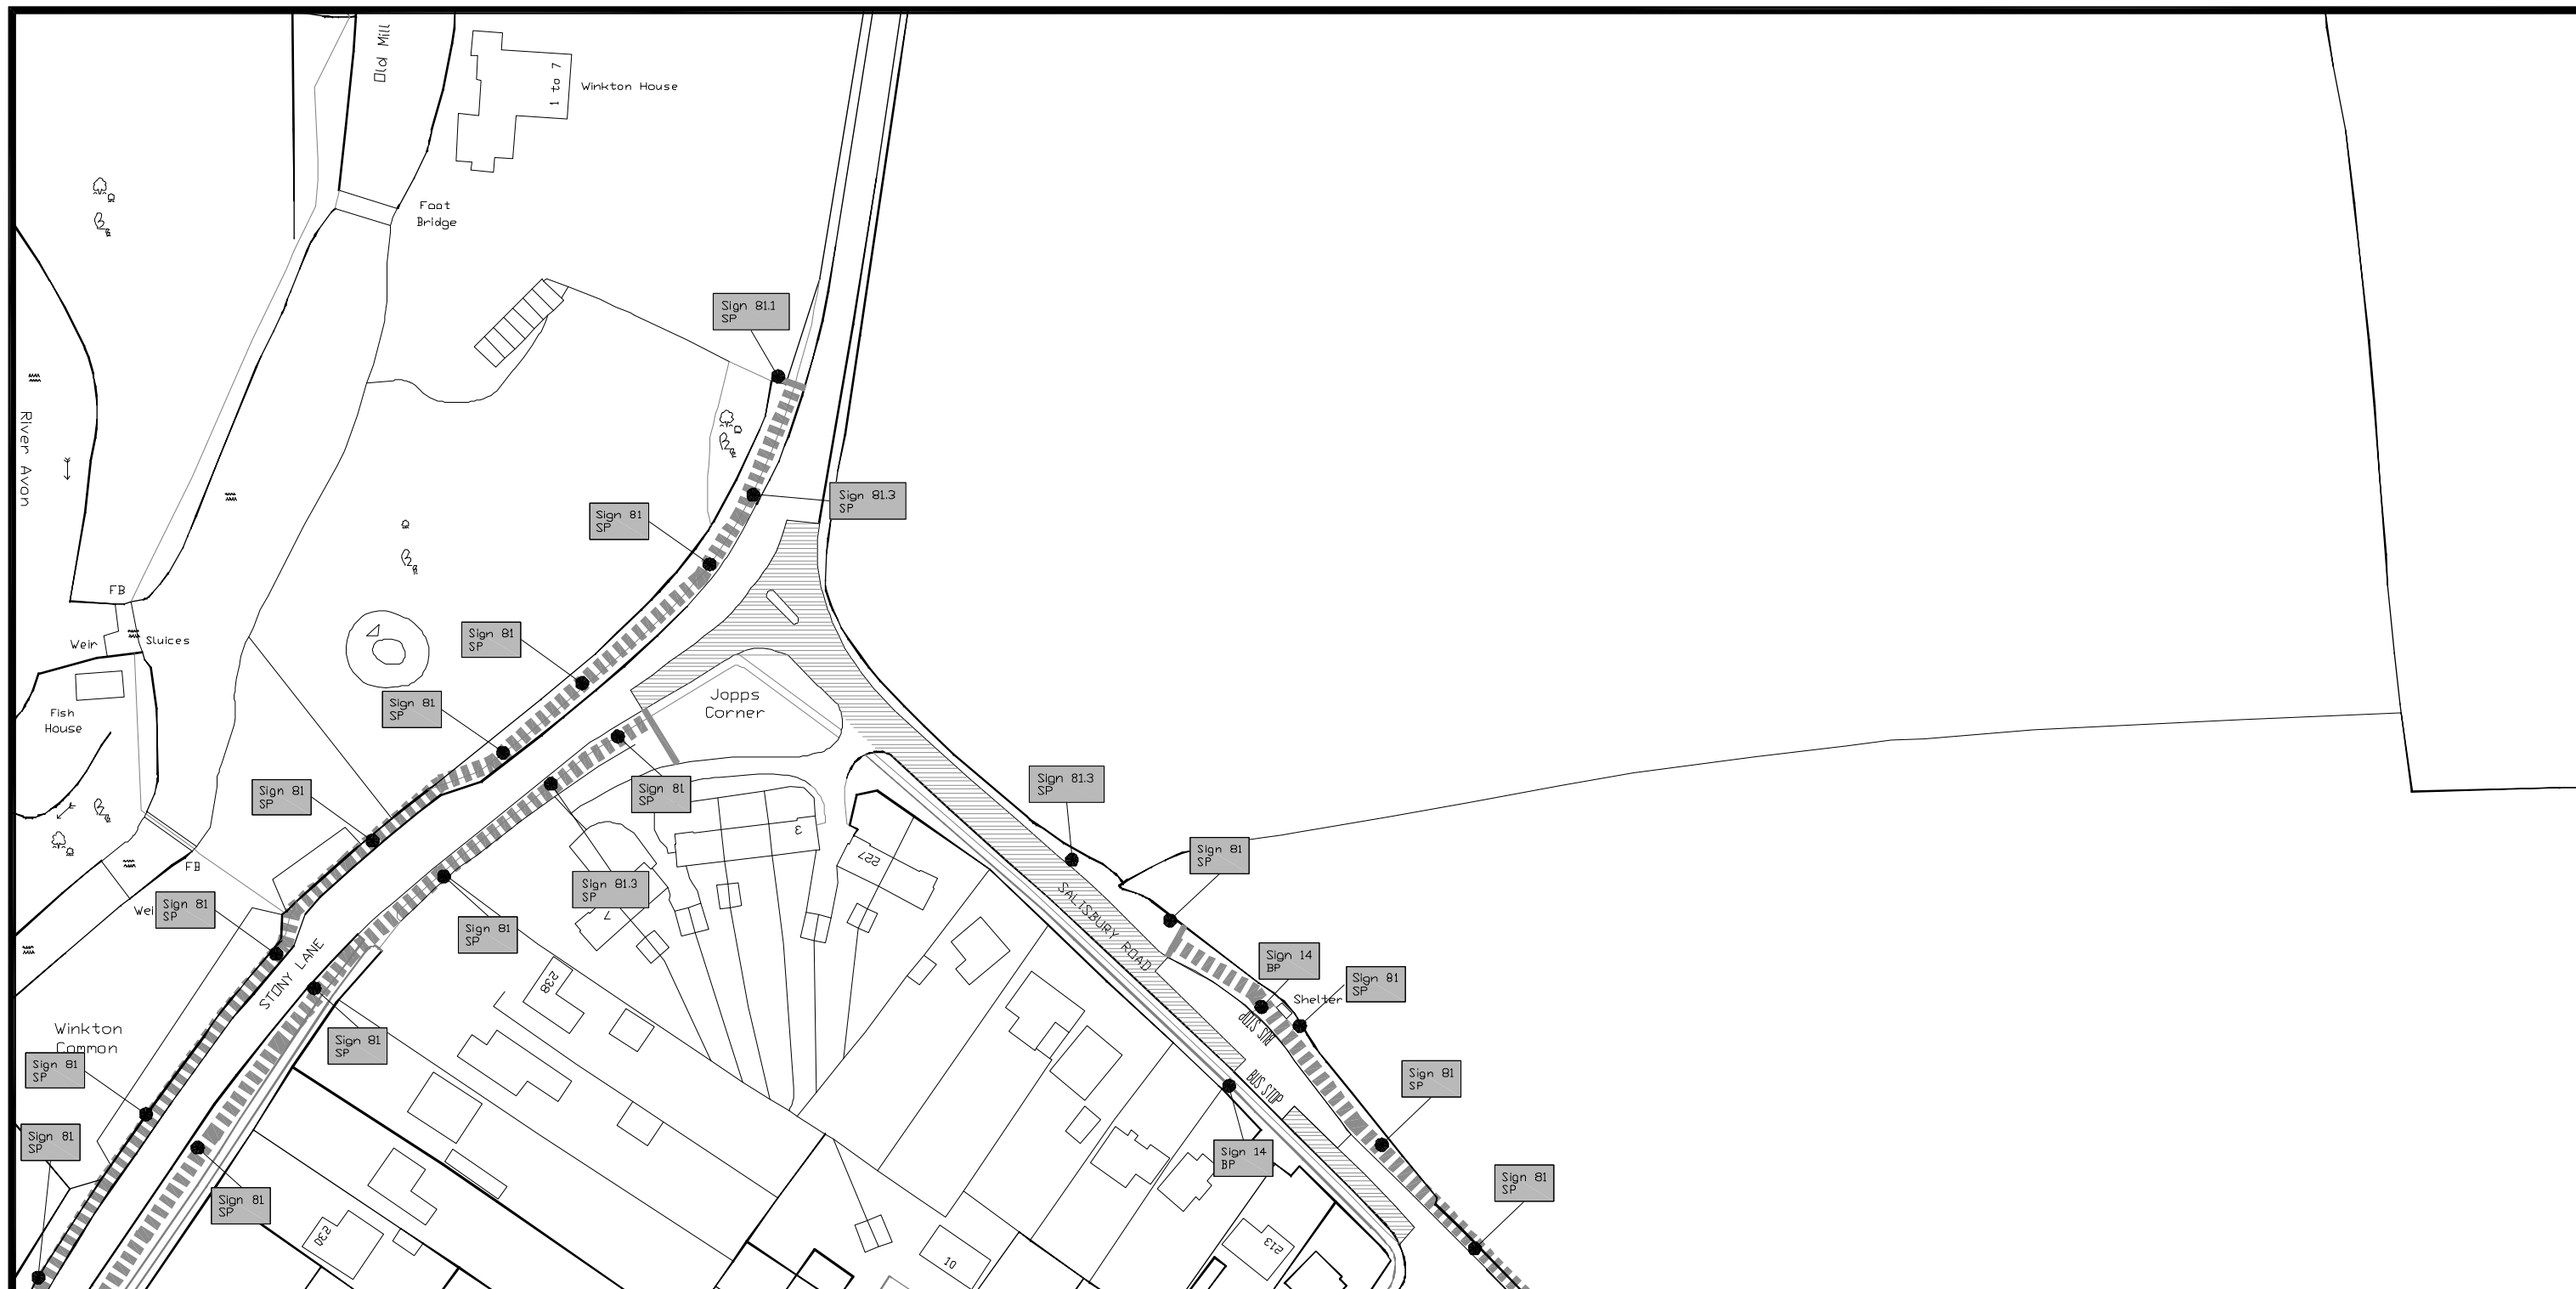 Old Mill
1 to 7
Winkton House
Foot
Bridge
Sign 81.1
SP
River Avon
Sign 81.3
SP
Sign 81
SP
FB
Weir
Sluices
Sign 81
SP
Fish
House
Sign 81
SP
Jopps
Corner
Sign 81
SP
Sign 81
SP
Sign 81.3
SP
3
227
Sign 81
SP
FB
Sign 81.3
SP
7
SALISBURY ROAD
Sign 81
SP
Sign 81
SP
Sign 81
SP
STONY LANE
238
Sign 14
BP
Shelter
Sign 81
SP
BUS STOP
Winkton
Common
Sign 81
SP
Sign 81
SP
BUS STOP
Sign 81
SP
Sign 81
SP
Sign 14
BP
Sign 81
SP
Sign 81
SP
230
10
213